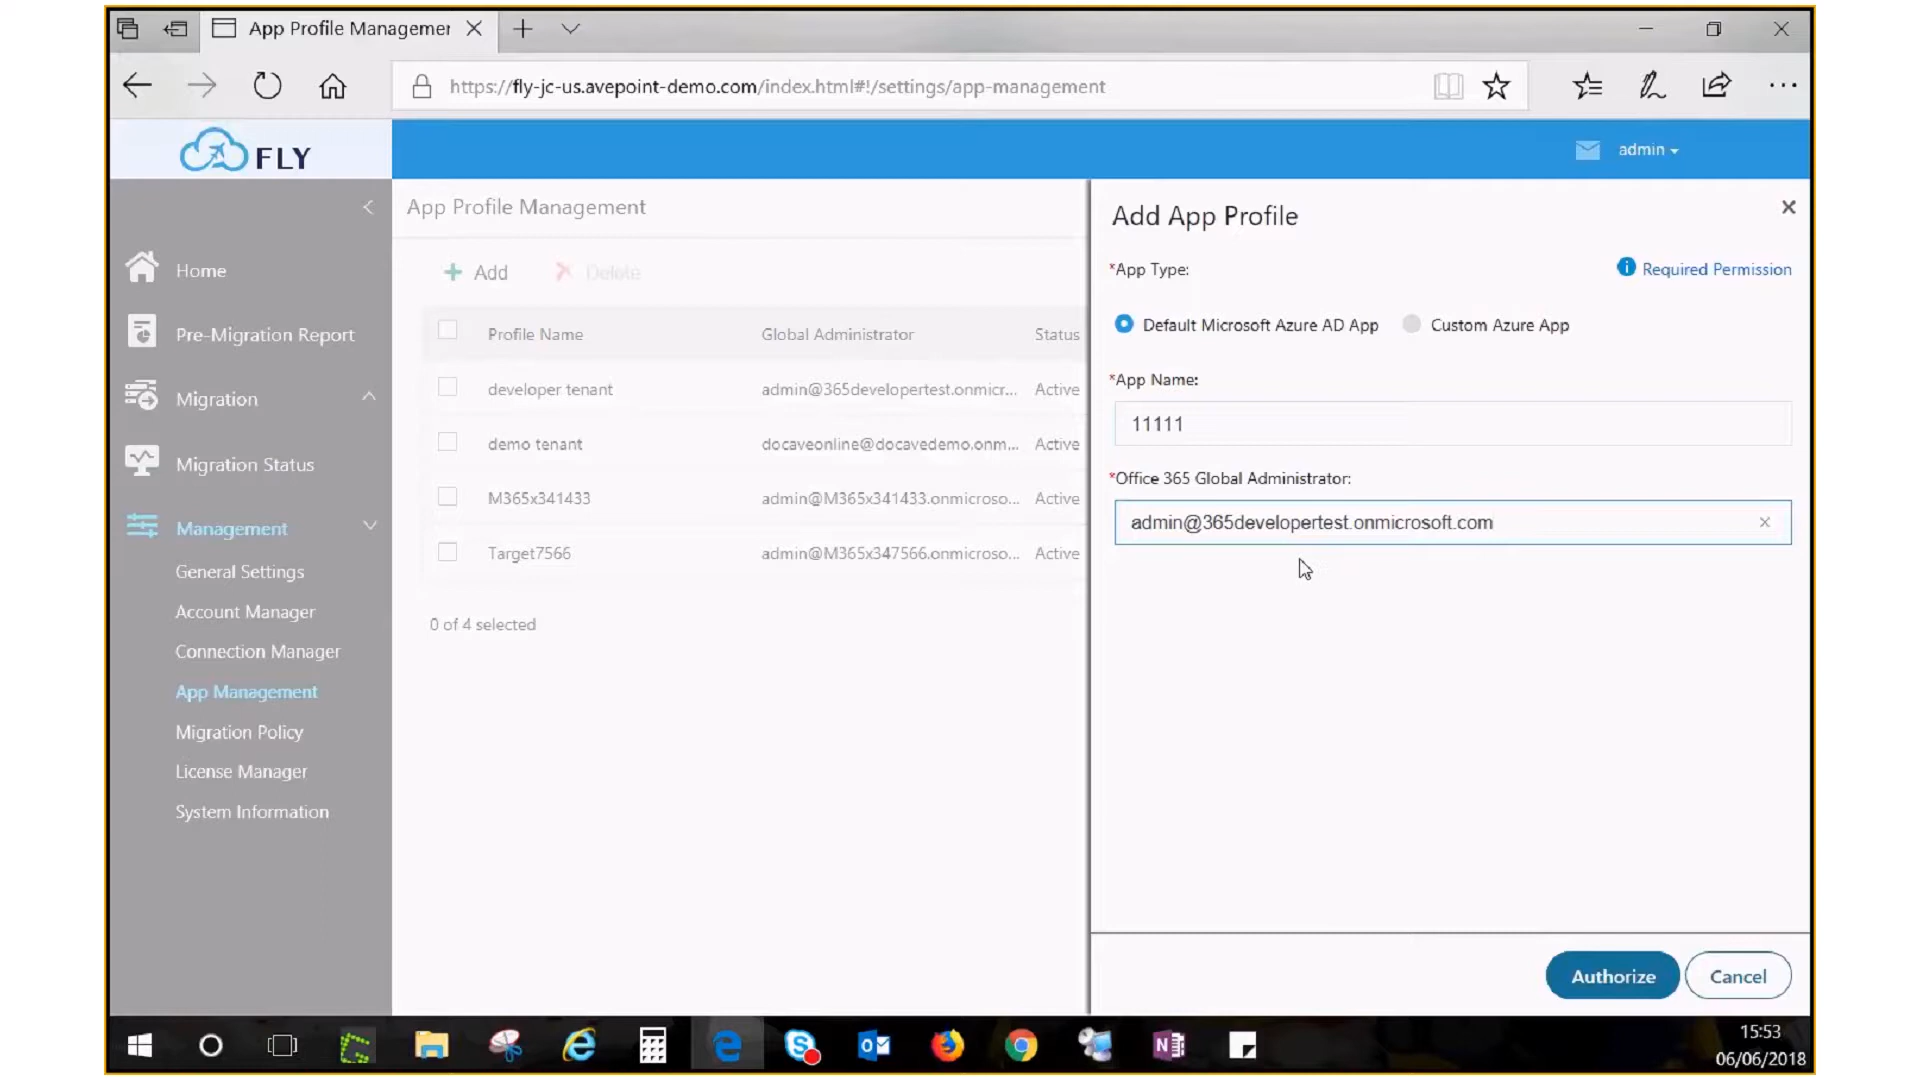 App Profile Managemer
https://fly-jc-us.avepoint-demo.com/index.html#!/settings/app-management
FLY
admin
Home
Pre-Migration Report
Migration
Migration Status
Management
General Settings
Account Manager
Connection Manager
App Management
Migration Policy
License Manager
System Information
App Profile Management
Add
Delete
Profile Name Global Administrator Status
developer tenant admin@365developertest.onmicr... Active
demo tenant docaveonline@docavedemo.onm... Active
M365x341433 admin@M365x341433.onmicroso... Active
Target7566 admin@M365x347566.onmicroso... Active
0 of 4 selected
Add App Profile
*App Type:
Required Permission
Default Microsoft Azure AD App
Custom Azure App
*App Name:
11111
*Office 365 Global Administrator:
admin@365developertest.onmicrosoft.com
Authorize
Cancel
15:53
06/06/2018